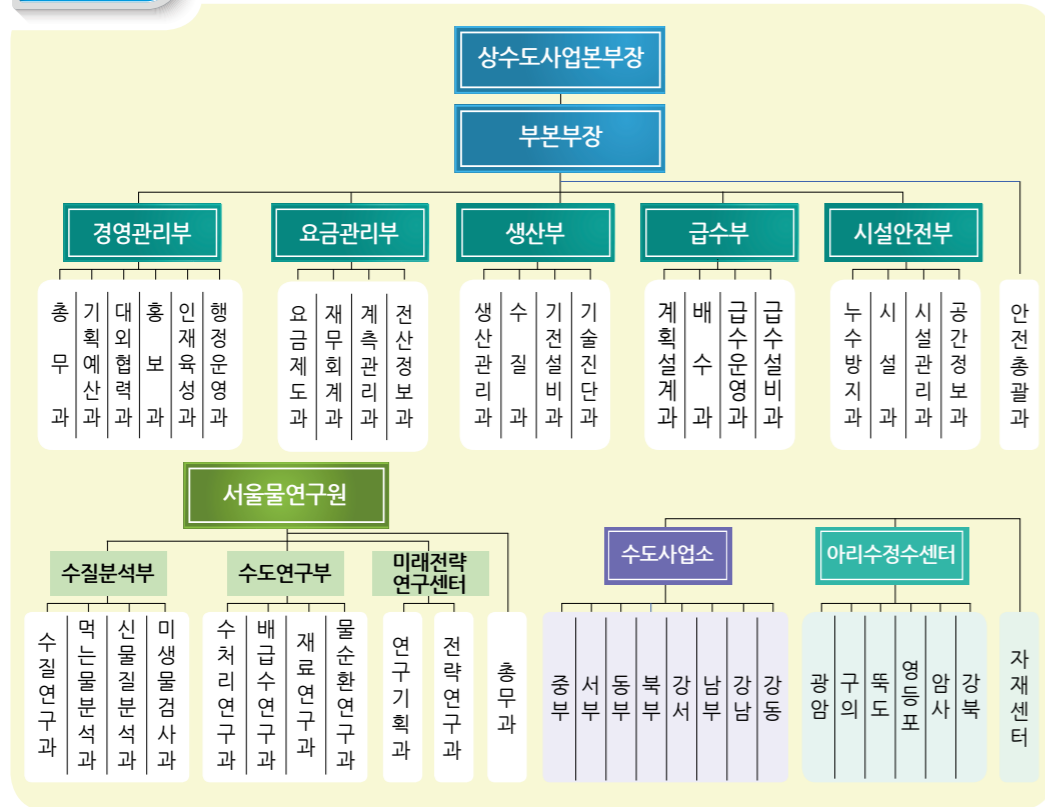 상수도사업본부장
부본부장
경영관리부
요금관리부
생산부
급수부
시설안전부
총무과
기획예산과
대외협력과
홍보과
인재육성과
행정운영과
요금제도과
재무회계과
계측관리과
전산정보과
생산관리과
수질과
기전설비과
기술진단과
계획설계과
배수과
급수운영과
급수설비과
누수방지과
시설과
시설관리과
공간정보과
안전총괄과
서울물연구원
수질분석부
수도연구부
미래전략
연구센터
수질연구과
먹는물분석과
신물질분석과
미생물검사과
수처리연구과
배급수연구과
재료연구과
물순환연구과
연구기획과
전략연구과
총무과
수도사업소
아리수정수센터
중부
서부
동부
북부
강서
남부
강남
강동
광암
구의
뚝도
영등포
암사
강북
자재센터